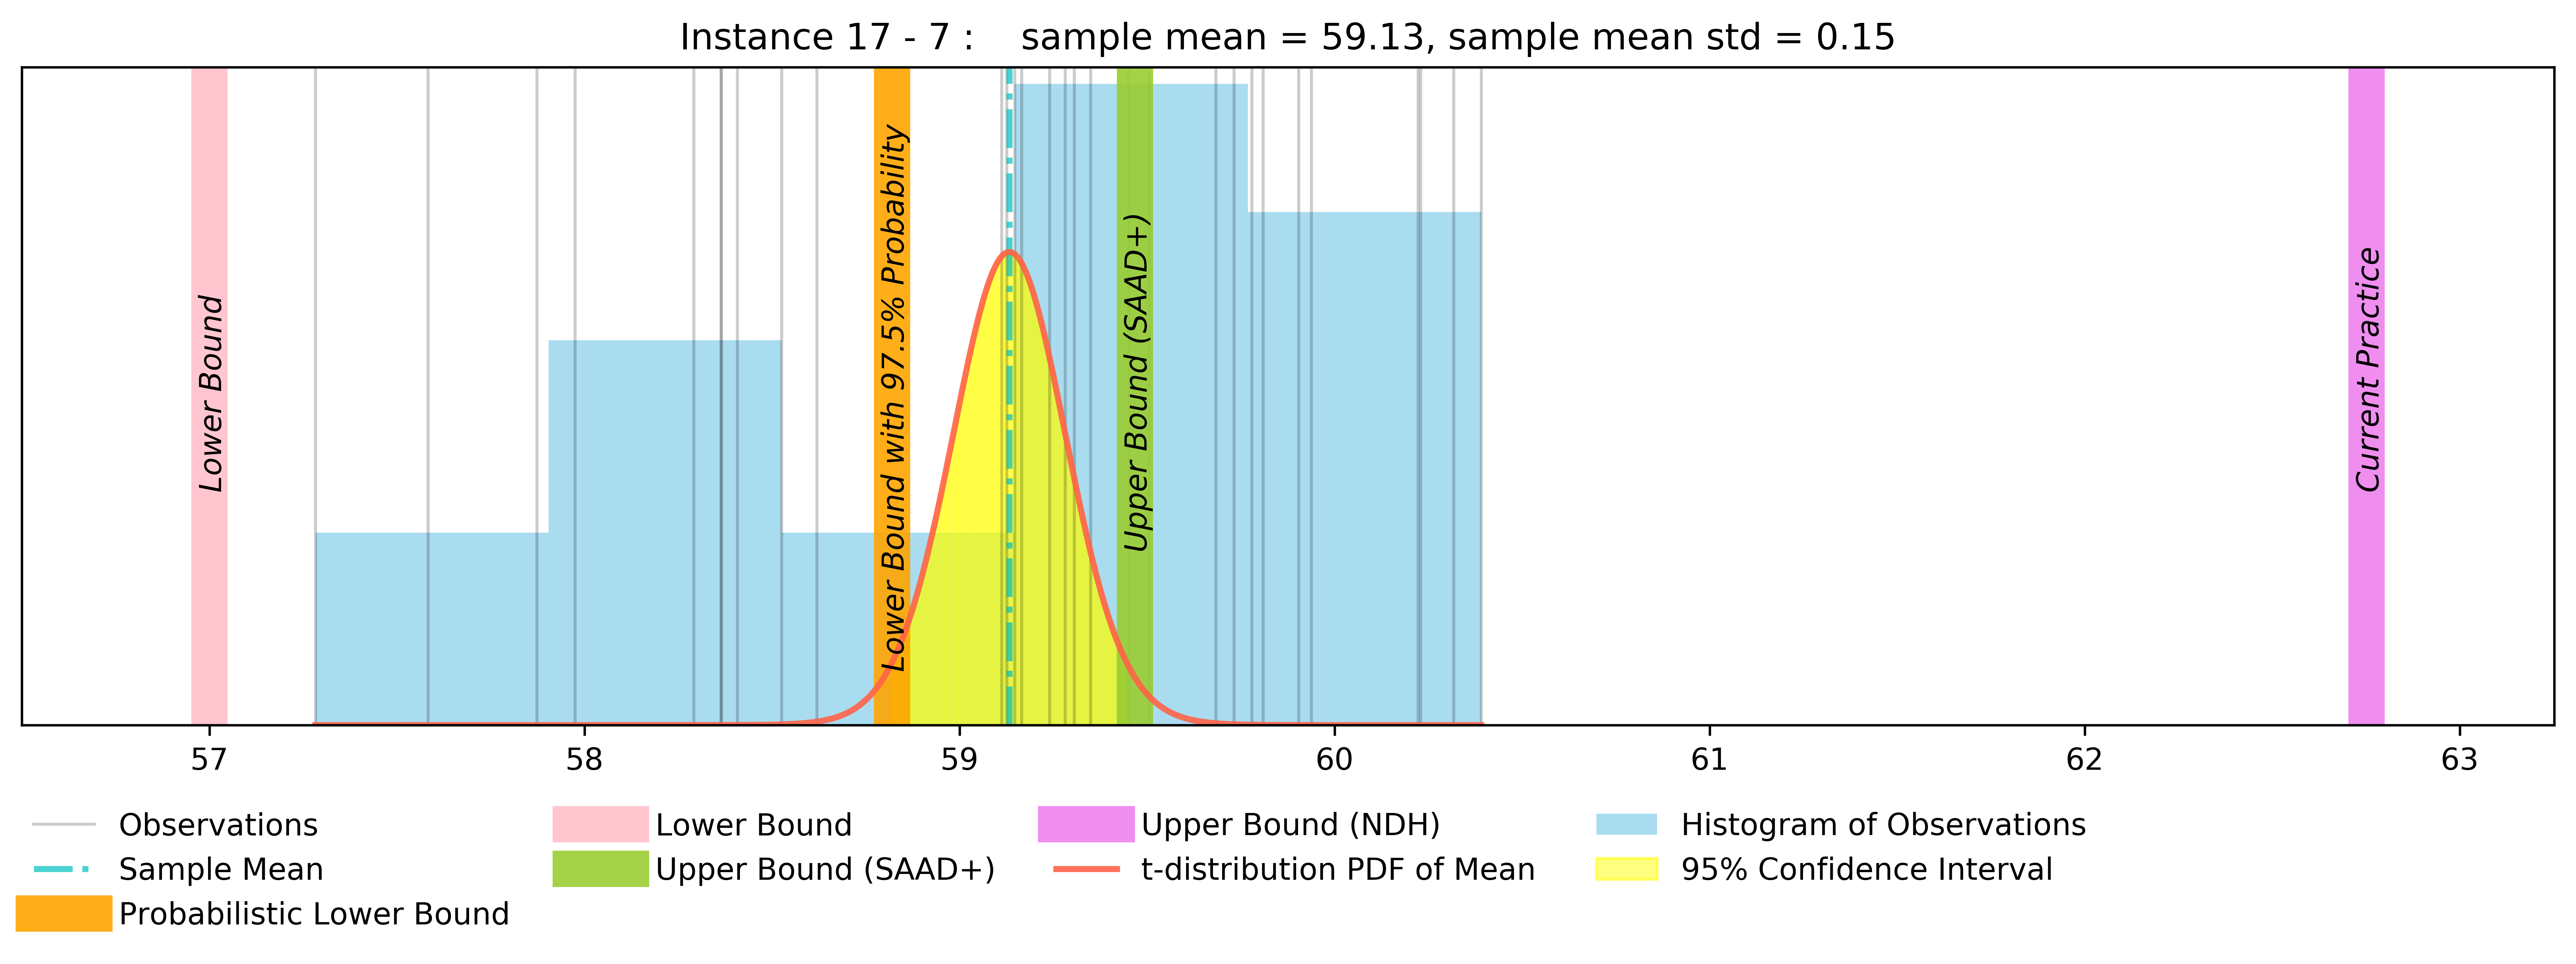 Instance 17 - 7 :    sample mean = 59.13, sample mean std = 0.15
Lower Bound
Lower Bound with 97.5% Probability
Upper Bound (SAAD+)
Current Practice
57 58 59 60 61 62 63
Observations
Sample Mean
Probabilistic Lower Bound
Lower Bound
Upper Bound (SAAD+)
Upper Bound (NDH)
t-distribution PDF of Mean
Histogram of Observations
95% Confidence Interval